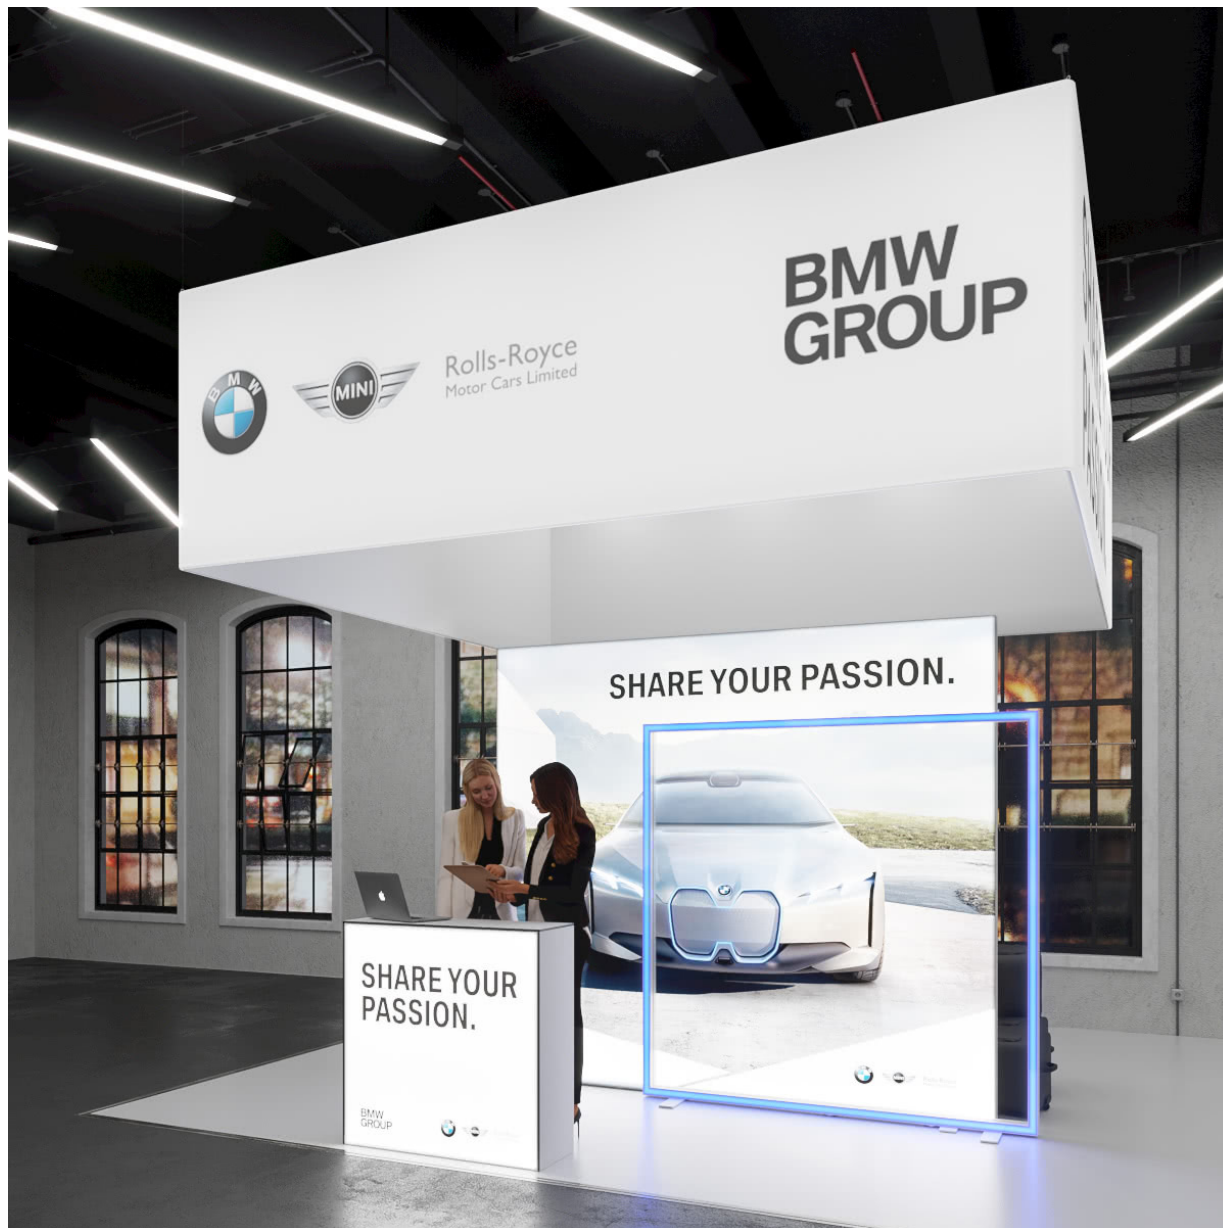 BMW
GROUP
BMW
MINI
Rolls-Royce
Motor Cars Limited
SHARE YOUR PASSION.
SHARE YOUR
PASSION.
BMW
GROUP